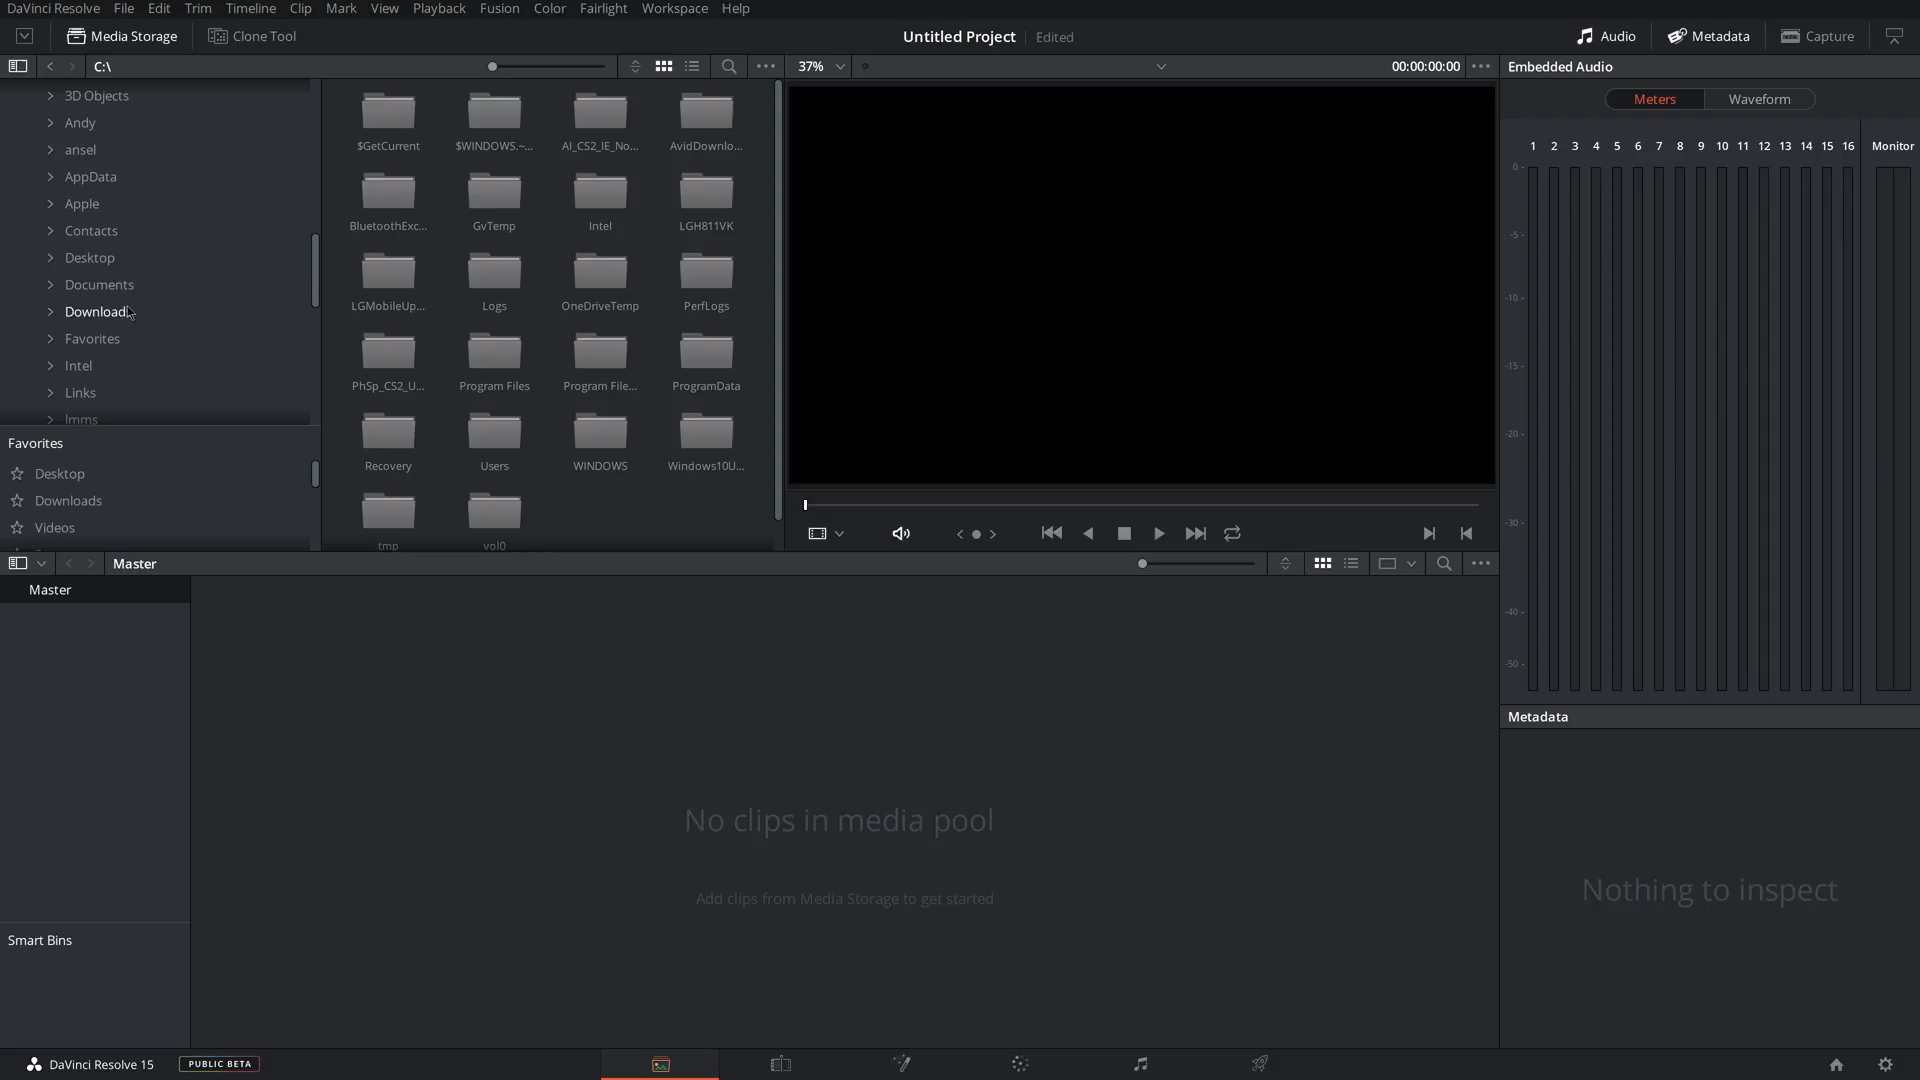 DaVinci Resolve File Edit Trim Timeline Clip Mark View Playback Fusion Color Fairlight Workspace Help
Media Storage Clone Tool Untitled Project Edited Audio Metadata Capture
C:\ 37% 00:00:00:00 Embedded Audio
Meters Waveform
3D Objects
Andy
ansel
AppData
Apple
Contacts
Desktop
Documents
Download
Favorites
Intel
Links
lmms
Favorites
Desktop
Downloads
Videos
$GetCurrent $WINDOWS.~... AI_CS2_IE_No... AvidDownlo...
BluetoothExc... GvTemp Intel LGH811VK
LGMobileUp... Logs OneDriveTemp PerfLogs
PhSp_CS2_U... Program Files Program File... ProgramData
Recovery Users WINDOWS Windows10U...
tmp vol0
1 2 3 4 5 6 7 8 9 10 11 12 13 14 15 16 Monitor
0 -
-5 -
-10 -
-15 -
-20 -
-30 -
-40 -
-50 -
Master
Master
No clips in media pool
Add clips from Media Storage to get started
Smart Bins
Metadata
Nothing to inspect
DaVinci Resolve 15 PUBLIC BETA